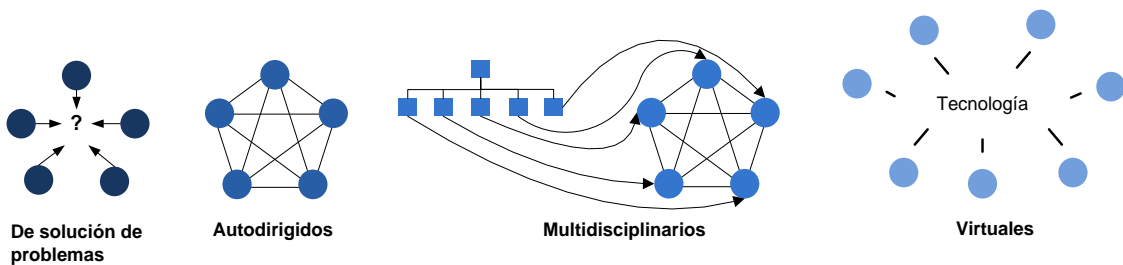 ?
Tecnología
De solución de
problemas
Autodirigidos
Multidisciplinarios
Virtuales